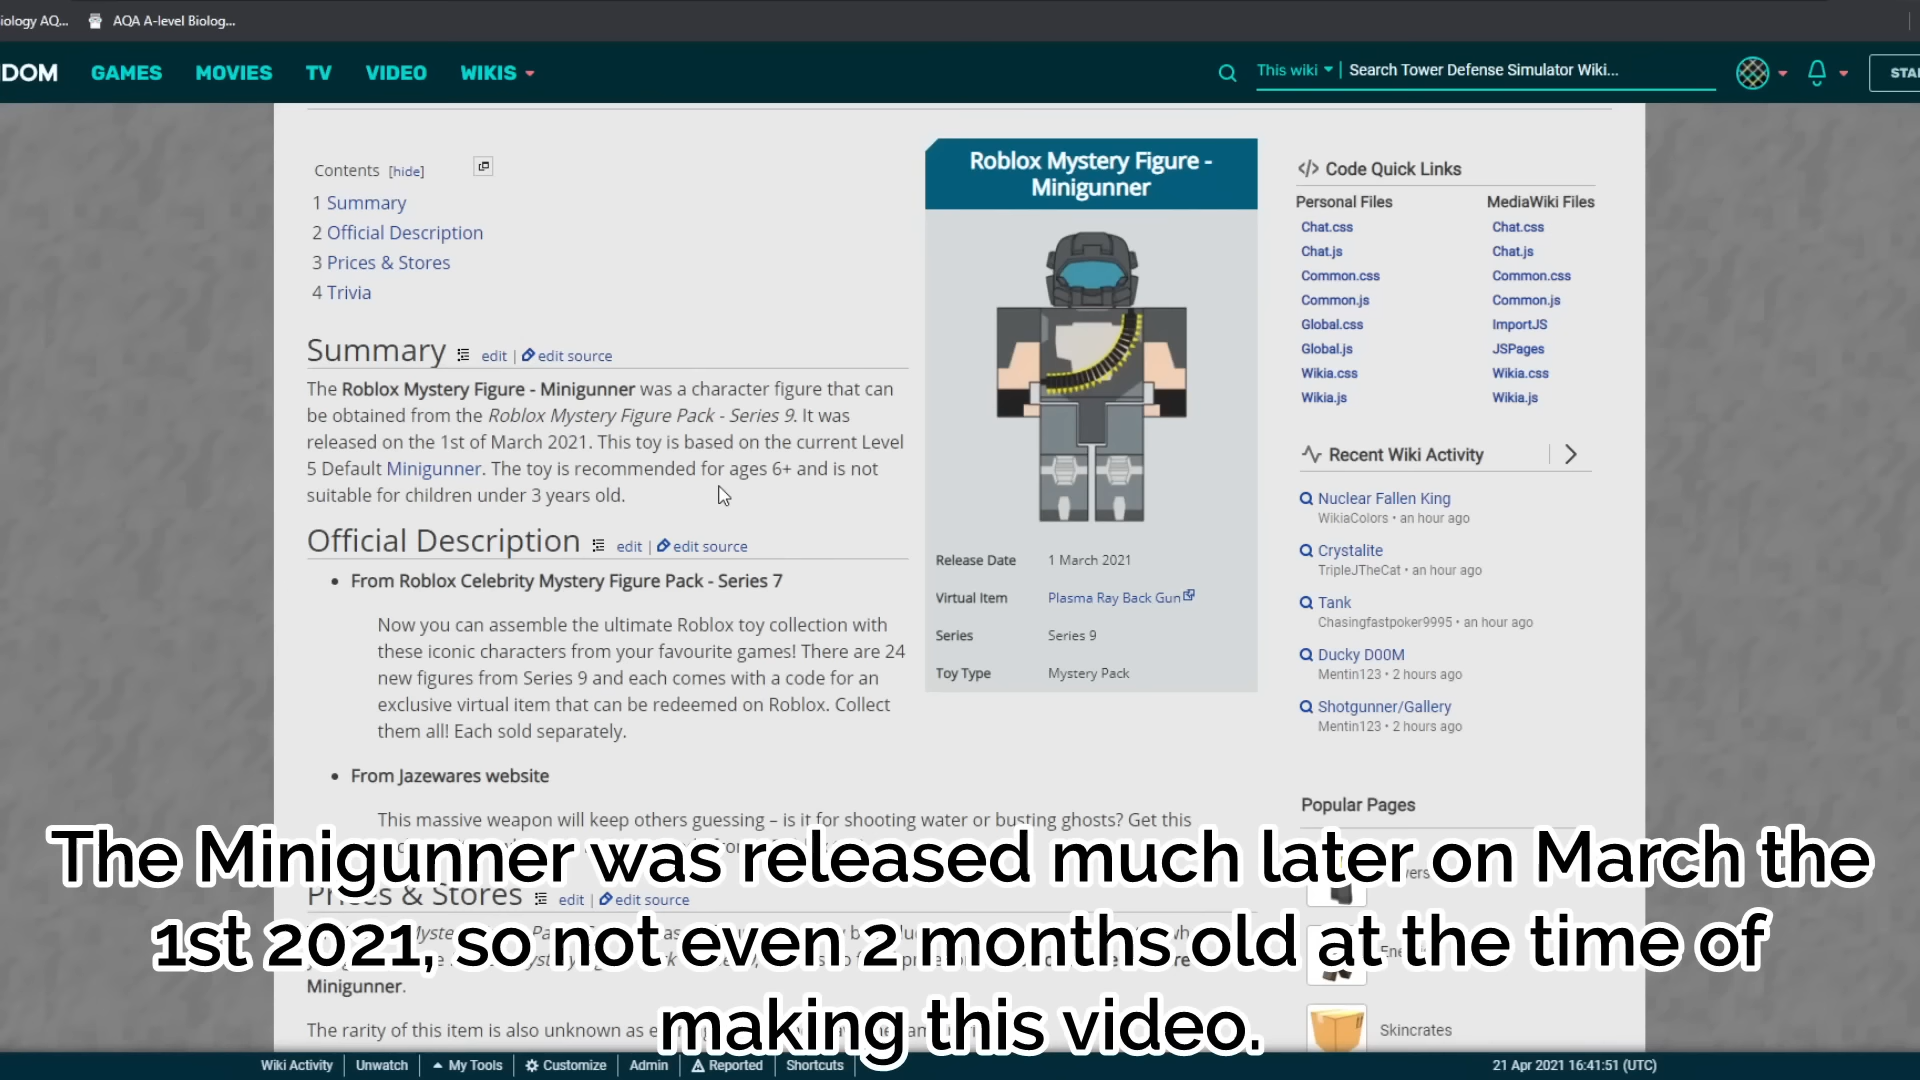 iology AQ... AQA A-level Biolog...
DOM GAMES MOVIES TV VIDEO WIKIS This wiki Search Tower Defense Simulator Wiki... STA
Contents [hide]
1 Summary
2 Official Description
3 Prices & Stores
4 Trivia
Summary edit | edit source
The Roblox Mystery Figure - Minigunner was a character figure that can
be obtained from the Roblox Mystery Figure Pack - Series 9. It was
released on the 1st of March 2021. This toy is based on the current Level
5 Default Minigunner. The toy is recommended for ages 6+ and is not
suitable for children under 3 years old.
Official Description edit | edit source
• From Roblox Celebrity Mystery Figure Pack - Series 7
Now you can assemble the ultimate Roblox toy collection with
these iconic characters from your favourite games! There are 24
new figures from Series 9 and each comes with a code for an
exclusive virtual item that can be redeemed on Roblox. Collect
them all! Each sold separately.
• From Jazewares website
This massive weapon will keep others guessing – is it for shooting water or busting ghosts? Get this
Prices & Stores edit | edit source
Minigunner.
The rarity of this item is also unknown as
Roblox Mystery Figure -
Minigunner
Release Date 1 March 2021
Virtual Item Plasma Ray Back Gun
Series Series 9
Toy Type Mystery Pack
</> Code Quick Links
Personal Files MediaWiki Files
Chat.css Chat.css
Chat.js Chat.js
Common.css Common.css
Common.js Common.js
Global.css ImportJS
Global.js JSPages
Wikia.css Wikia.css
Wikia.js Wikia.js
Recent Wiki Activity
Nuclear Fallen King
WikiaColors • an hour ago
Crystalite
TripleJTheCat • an hour ago
Tank
Chasingfastpoker9995 • an hour ago
Ducky D00M
Mentin123 • 2 hours ago
Shotgunner/Gallery
Mentin123 • 2 hours ago
Popular Pages
Skincrates
The Minigunner was released much later on March the
1st 2021, so not even 2 months old at the time of
making this video.
Wiki Activity Unwatch My Tools Customize Admin Reported Shortcuts 21 Apr 2021 16:41:51 (UTC)